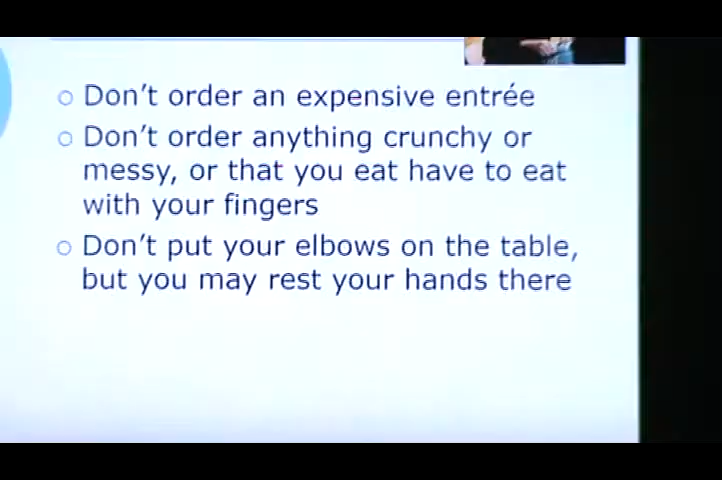 Don't order an expensive entrée
Don't order anything crunchy or
messy, or that you eat have to eat
with your fingers
Don't put your elbows on the table,
but you may rest your hands there